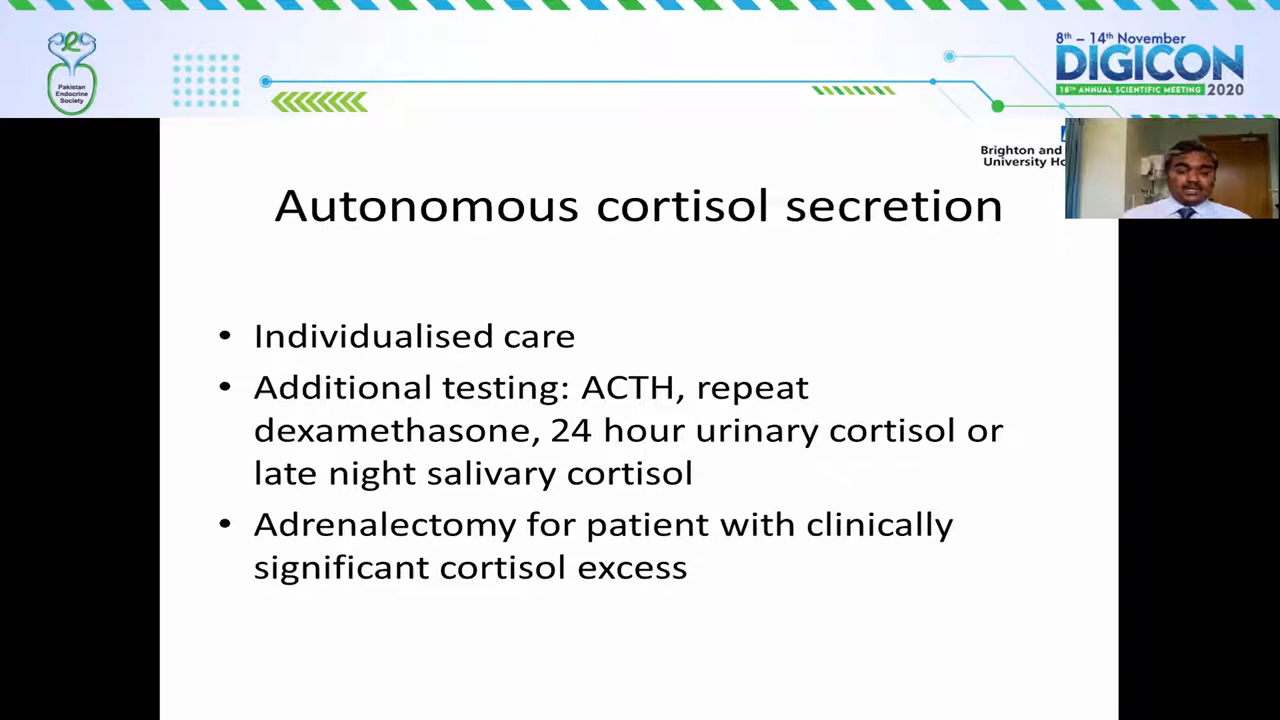 Pakistan
Endocrine
Society
8th – 14th November
DIGICON
18TH ANNUAL SCIENTIFIC MEETING 2020
Brighton and
University
Autonomous cortisol secretion
• Individualised care
• Additional testing: ACTH, repeat
dexamethasone, 24 hour urinary cortisol or
late night salivary cortisol
• Adrenalectomy for patient with clinically
significant cortisol excess